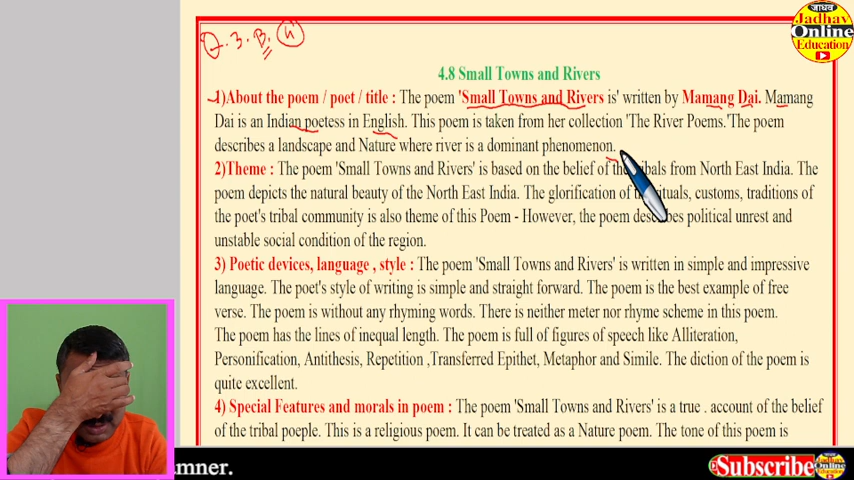 Q.3.B. 4
जाधव
Jadhav
Online
Education
4.8 Small Towns and Rivers
1)About the poem / poet / title : The poem 'Small Towns and Rivers is' written by Mamang Dai. Mamang
Dai is an Indian poetess in English. This poem is taken from her collection 'The River Poems.'The poem
describes a landscape and Nature where river is a dominant phenomenon.
2)Theme : The poem 'Small Towns and Rivers' is based on the belief of the tribals from North East India. The
poem depicts the natural beauty of the North East India. The glorification of the rituals, customs, traditions of
the poet's tribal community is also theme of this Poem - However, the poem describes political unrest and
unstable social condition of the region.
3) Poetic devices, language , style : The poem 'Small Towns and Rivers' is written in simple and impressive
language. The poet's style of writing is simple and straight forward. The poem is the best example of free
verse. The poem is without any rhyming words. There is neither meter nor rhyme scheme in this poem.
The poem has the lines of inequal length. The poem is full of figures of speech like Alliteration,
Personification, Antithesis, Repetition ,Transferred Epithet, Metaphor and Simile. The diction of the poem is
quite excellent.
4) Special Features and morals in poem : The poem 'Small Towns and Rivers' is a true . account of the belief
of the tribal poeple. This is a religious poem. It can be treated as a Nature poem. The tone of this poem is
mner.
Subscribe
Jadhav
Online
Education